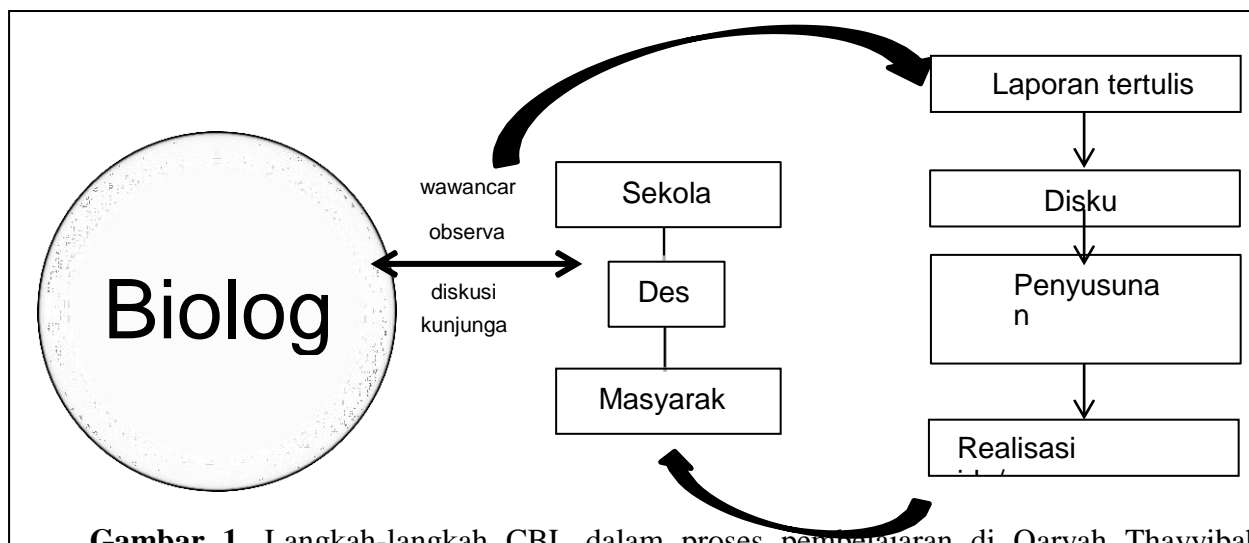 Biolog
wawancar
observa
diskusi
kunjunga
Sekola
Des
Masyarak
Laporan tertulis
Disku
Penyusuna
n
Realisasi
Gambar 1. Langkah-langkah CBL dalam proses pembelajaran di Qaryah Thayyibah